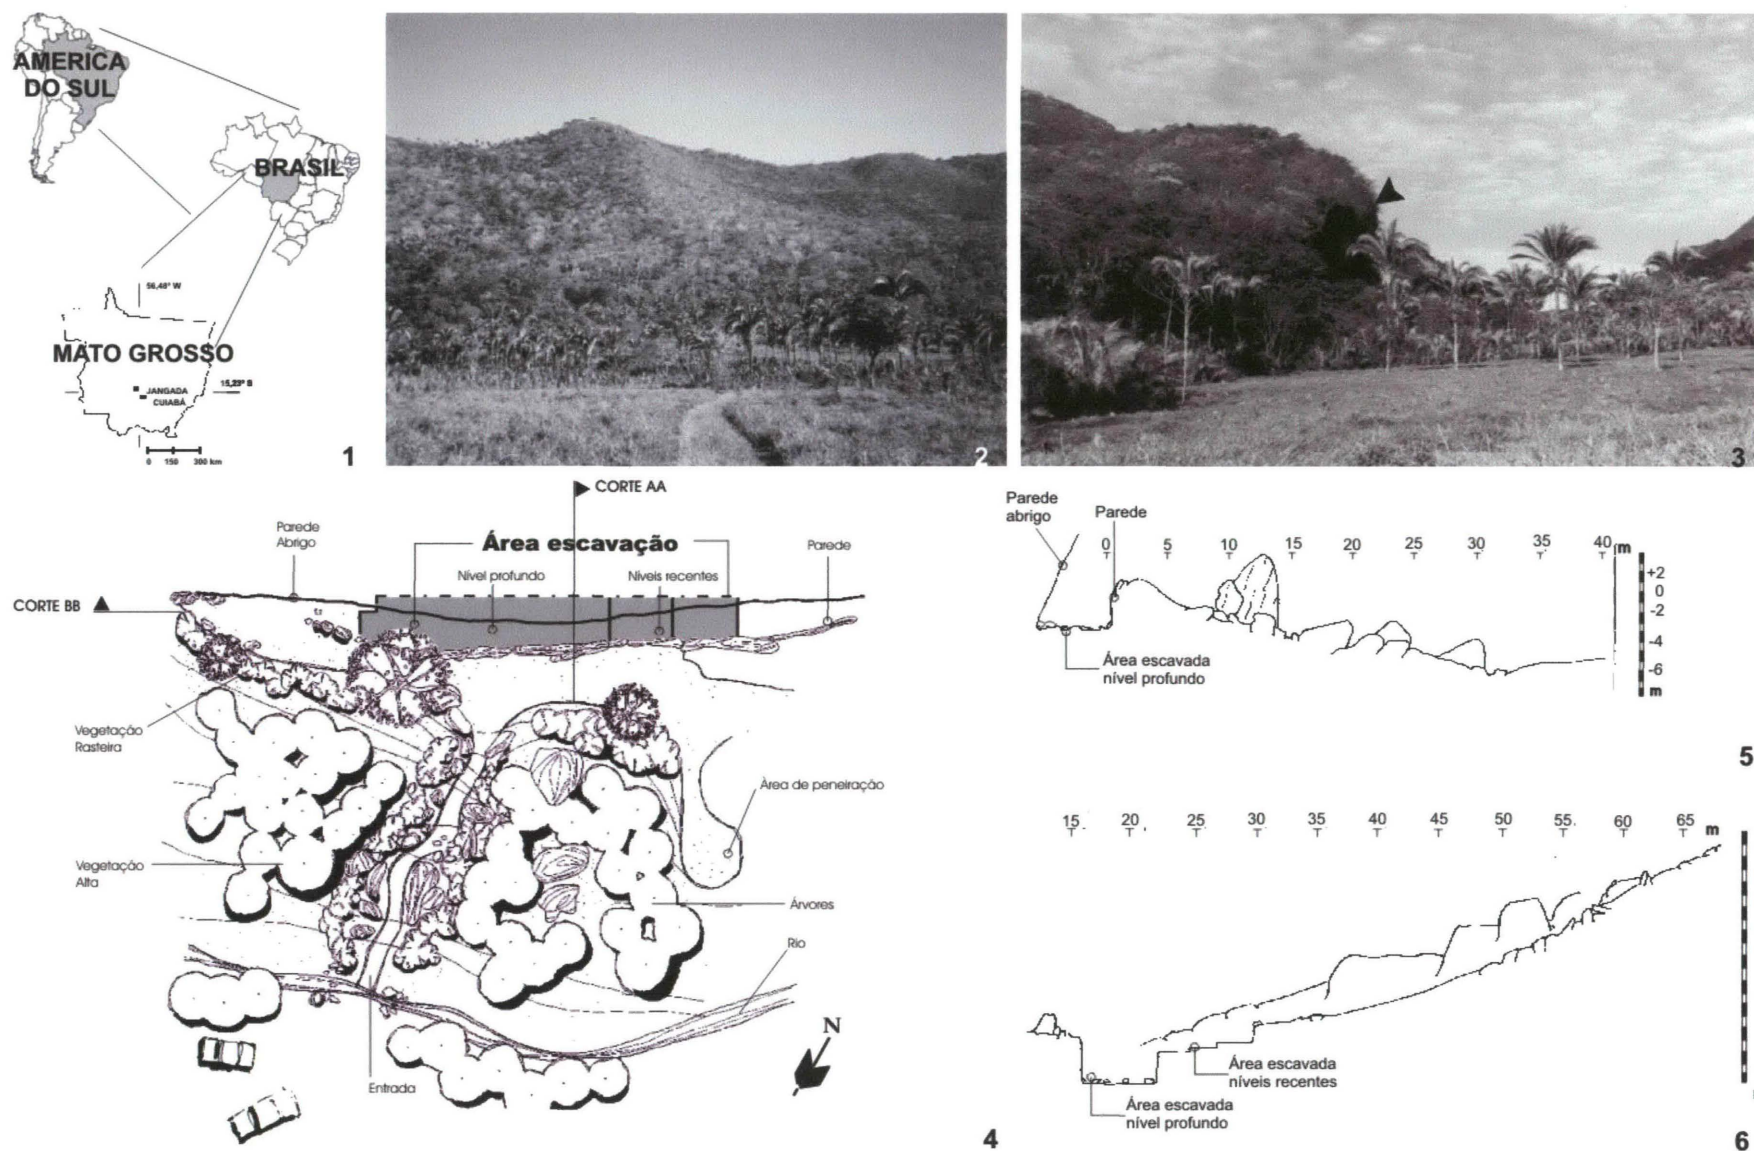 AMERICA
DO SUL
BRASIL
56,48° W
MATO GROSSO
15,23° S
JANGADA
CUIABÁ
0 150 300 km
1
2
3
CORTE AA
Parede
Abrigo
Área escavação
Nível profundo
Níveis recentes
Parede
CORTE BB
Vegetação
Rasteira
Área de peneiração
Vegetação
Alta
Árvores
Rio
N
Entrada
4
Parede
abrigo
Parede
0 5 10 15 20 25 30 35 40 m
+2
0
-2
-4
-6
m
Área escavada
nível profundo
5
15 20 25 30 35 40 45 50 55 60 65 m
Área escavada
níveis recentes
Área escavada
nível profundo
6